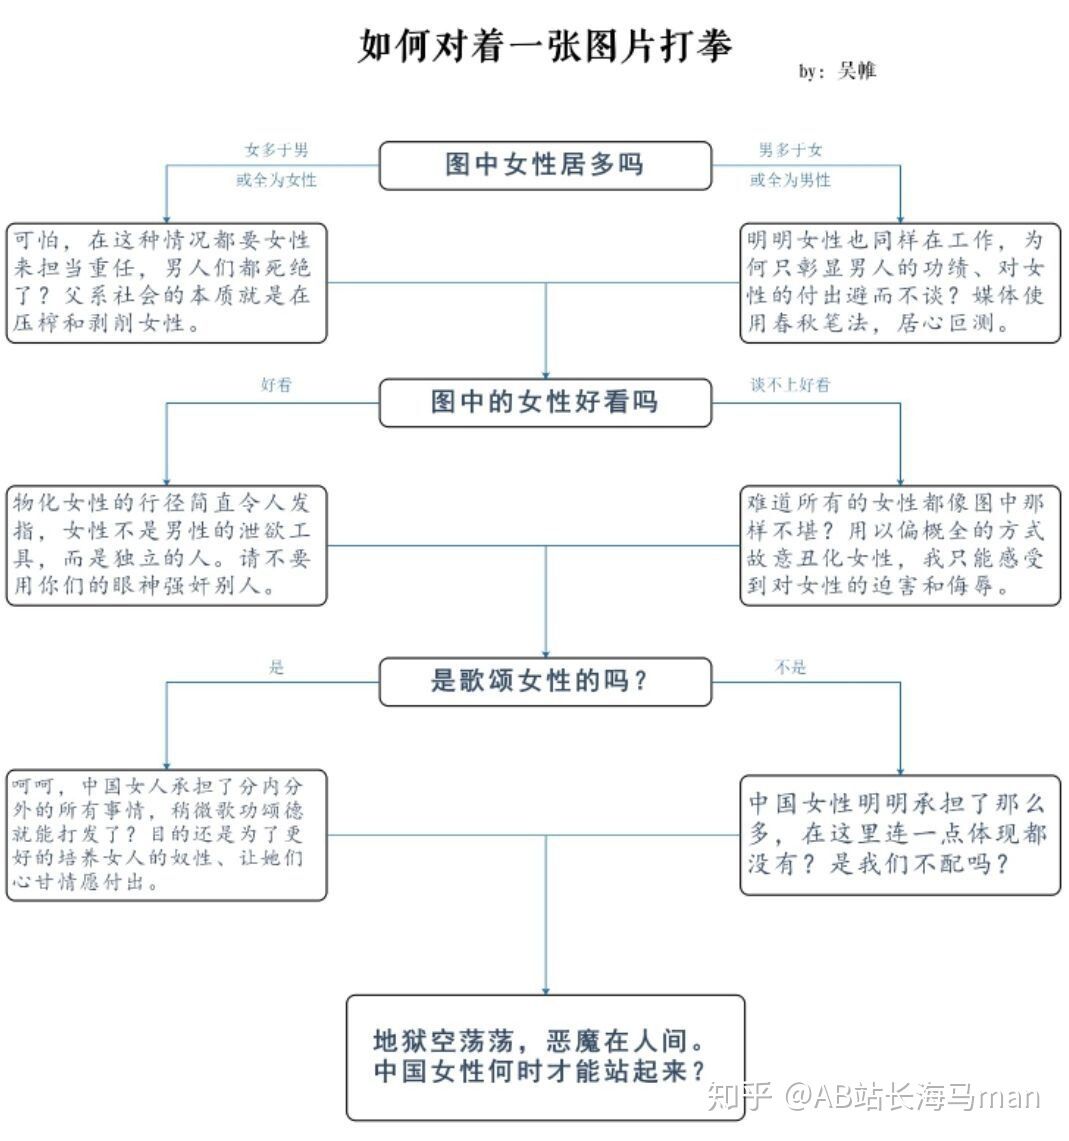 如何对着一张图片打拳
by：吴帷
图中女性居多吗
女多于男
或全为女性
男多于女
或全为男性
可怕，在这种情况都要女性
来担当重任，男人们都死绝
了？父系社会的本质就是在
压榨和剥削女性。
明明女性也同样在工作，为
何只彰显男人的功绩、对女
性的付出避而不谈？媒体使
用春秋笔法，居心叵测。
图中的女性好看吗
好看
谈不上好看
物化女性的行径简直令人发
指，女性不是男性的泄欲工
具，而是独立的人。请不要
用你们的眼神强奸别人。
难道所有的女性都像图中那
样不堪？用以偏概全的方式
故意丑化女性，我只能感受
到对女性的迫害和侮辱。
是歌颂女性的吗？
是
不是
呵呵，中国女人承担了分内分
外的所有事情，稍微歌功颂德
就能打发了？目的还是为了更
好的培养女人的奴性、让她们
心甘情愿付出。
中国女性明明承担了那么
多，在这里连一点体现都
没有？是我们不配吗？
地狱空荡荡，恶魔在人间。
中国女性何时才能站起来？
知乎 @AB站长海马man